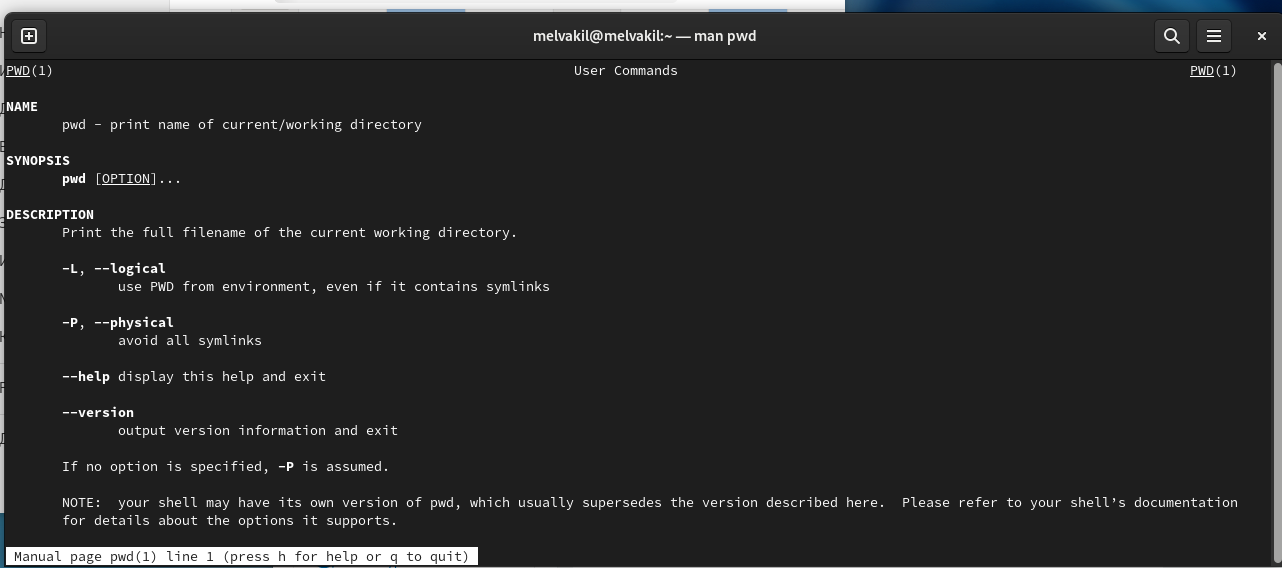 melvakil@melvakil:~ — man pwd
PWD(1) User Commands PWD(1)
NAME
pwd - print name of current/working directory
SYNOPSIS
pwd [OPTION]...
DESCRIPTION
Print the full filename of the current working directory.
-L, --logical
use PWD from environment, even if it contains symlinks
-P, --physical
avoid all symlinks
--help display this help and exit
--version
output version information and exit
If no option is specified, -P is assumed.
NOTE:  your shell may have its own version of pwd, which usually supersedes the version described here.  Please refer to your shell’s documentation
for details about the options it supports.
Manual page pwd(1) line 1 (press h for help or q to quit)